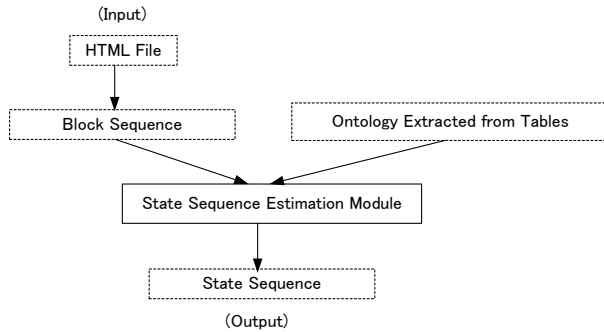 (Input)
HTML File
Block Sequence
Ontology Extracted from Tables
State Sequence Estimation Module
State Sequence
(Output)